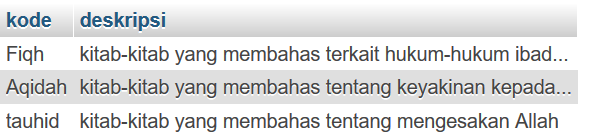 kode deskripsi
Fiqh kitab-kitab yang membahas terkait hukum-hukum ibad...
Aqidah kitab-kitab yang membahas tentang keyakinan kepada...
tauhid kitab-kitab yang membahas tentang mengesakan Allah